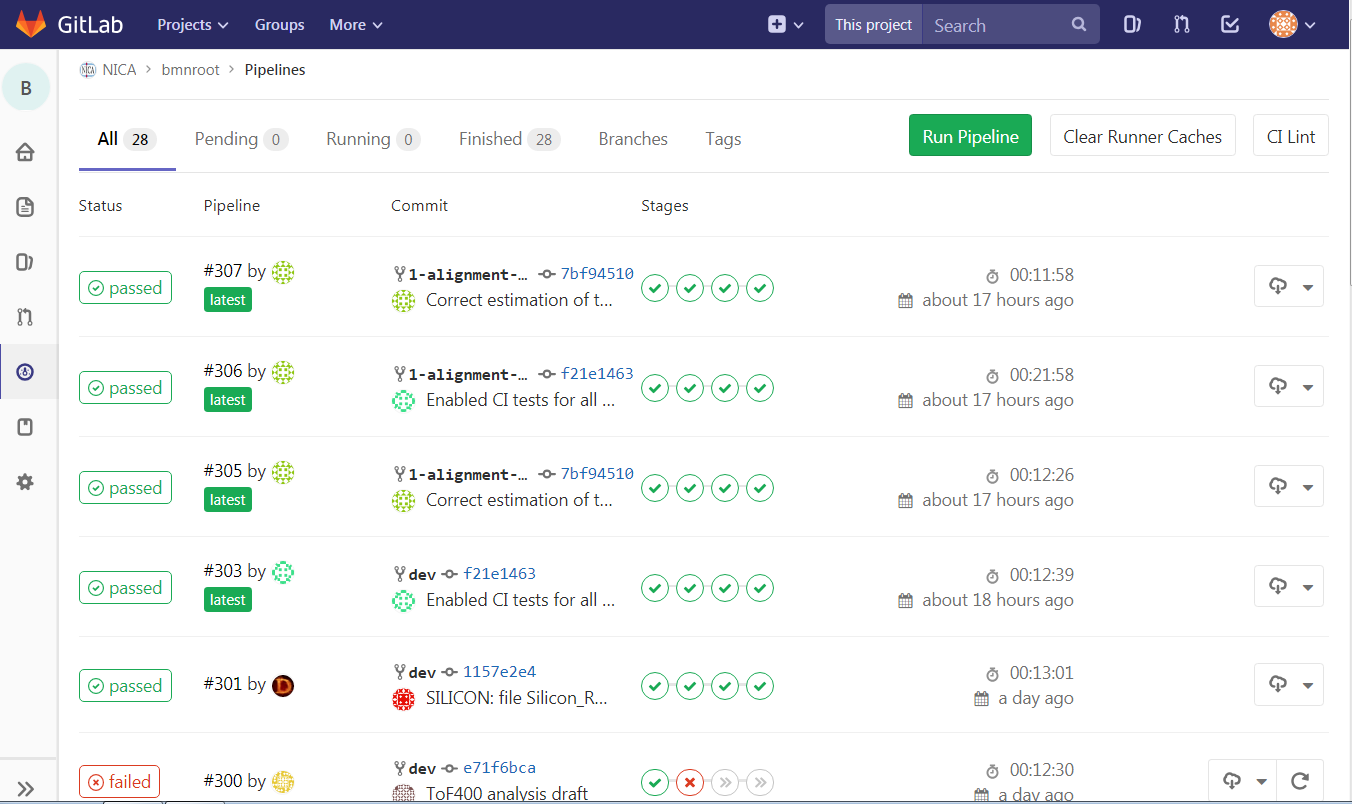 GitLab Projects Groups More This project Search
NICA > bmnroot > Pipelines
B
All 28 Pending 0 Running 0 Finished 28 Branches Tags Run Pipeline Clear Runner Caches CI Lint
Status Pipeline Commit Stages
passed #307 by latest 1-alignment-... 7bf94510 00:11:58
Correct estimation of t... about 17 hours ago
passed #306 by latest 1-alignment-... f21e1463 00:21:58
Enabled CI tests for all ... about 17 hours ago
passed #305 by latest 1-alignment-... 7bf94510 00:12:26
Correct estimation of t... about 17 hours ago
passed #303 by latest dev f21e1463 00:12:39
Enabled CI tests for all ... about 18 hours ago
passed #301 by D dev 1157e2e4 00:13:01
SILICON: file Silicon_R... a day ago
failed #300 by dev e71f6bca 00:12:30
ToF400 analysis draft a day ago